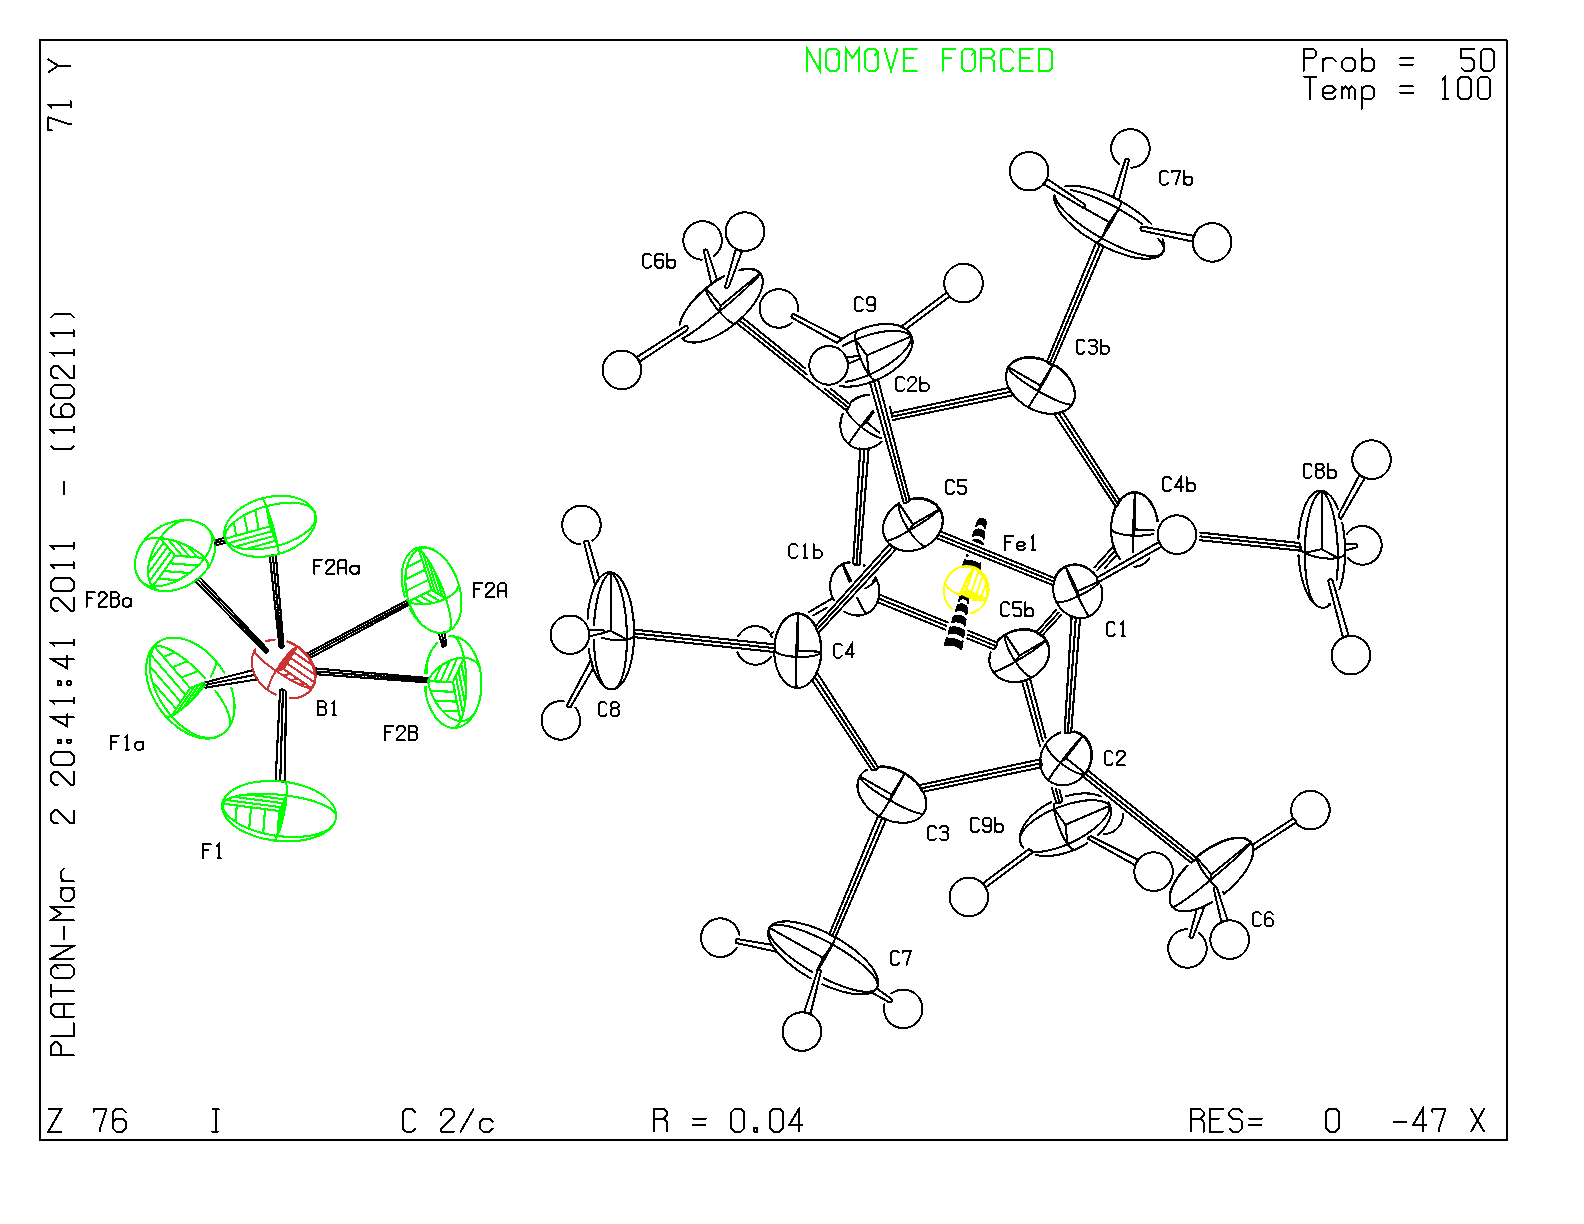 NOMOVE FORCED
Prob = 50
Temp = 100
PLATON-Mar 2 20:41:41 2011 - (160211) 71 Y
C7b
C6b
C9
C3b
C2b
C8b
C4b
C5
Fe1
C1b
F2Aa
F2A
F2Ba
C5b
C1
C4
C8
B1
F2B
F1a
C2
C9b
C3
F1
C6
C7
Z 76 I C 2/c R = 0.04 RES= 0 -47 X